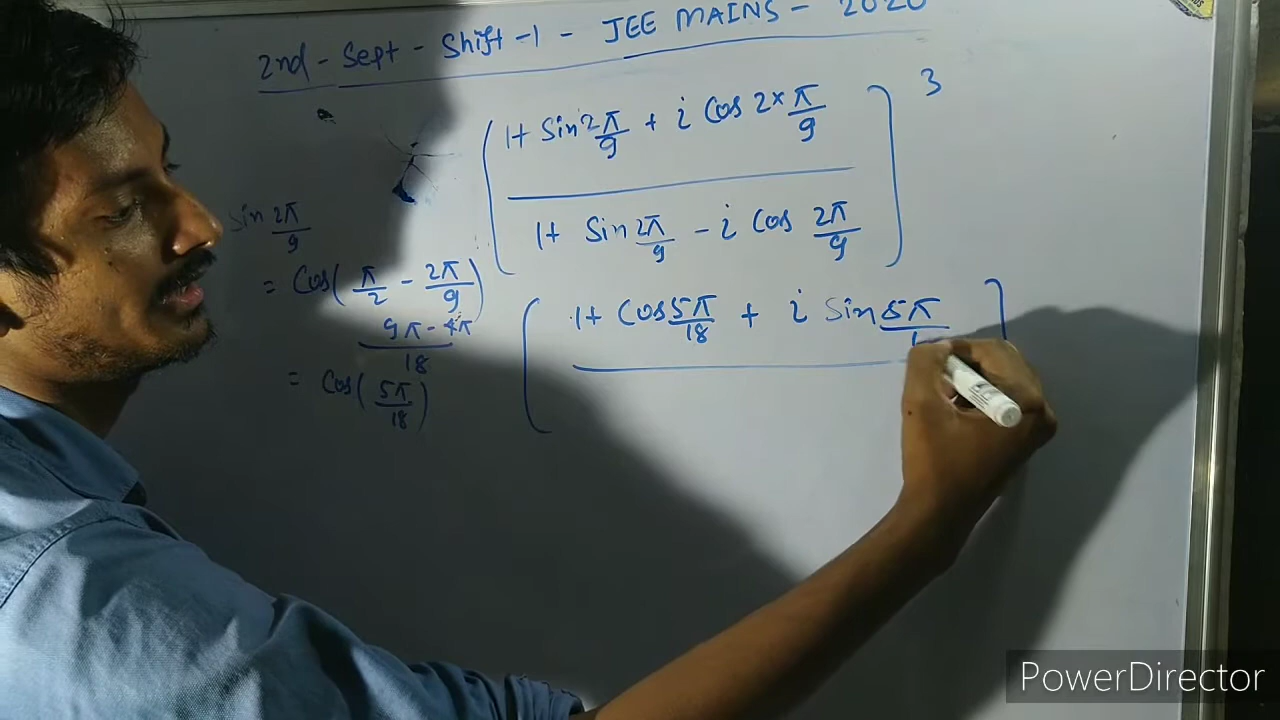 2nd - Sept - Shift - 1 - JEE MAINS - 2020
[ 1+ Sin 2π/9 + i Cos 2×π/9 ] 3
1+ Sin 2π/9 - i Cos 2π/9
Sin 2π/9
= Cos( π/2 - 2π/9 )
9π - 4π
18
= Cos( 5π/18 )
[ 1+ Cos 5π/18 + i Sin 5π ]
PowerDirector